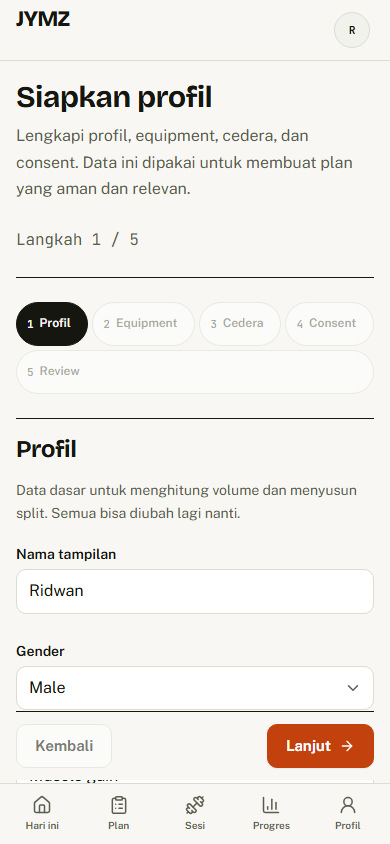 JYMZ
R
Siapkan profil
Lengkapi profil, equipment, cedera, dan
consent. Data ini dipakai untuk membuat plan
yang aman dan relevan.
Langkah 1 / 5
1 Profil
2 Equipment
3 Cedera
4 Consent
5 Review
Profil
Data dasar untuk menghitung volume dan menyusun
split. Semua bisa diubah lagi nanti.
Nama tampilan
Ridwan
Gender
Male
Kembali
Lanjut
Hari ini
Plan
Sesi
Progres
Profil